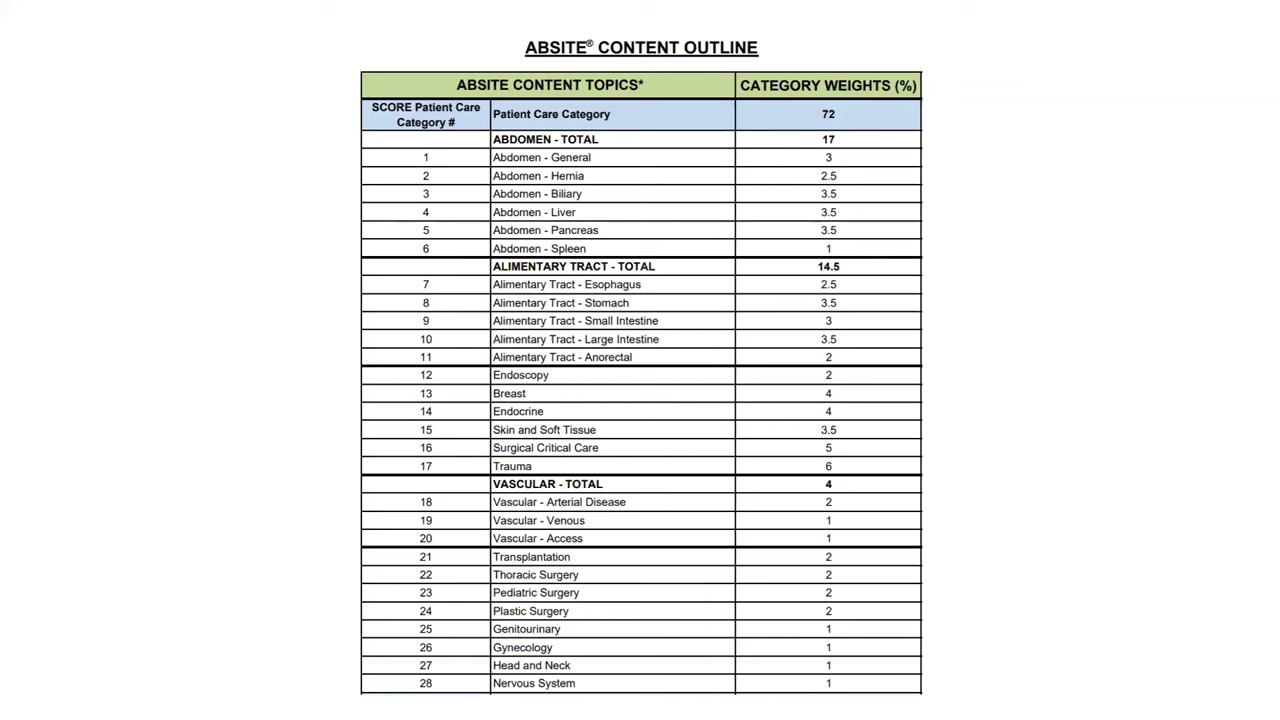 ABSITE® CONTENT OUTLINE
ABSITE CONTENT TOPICS* CATEGORY WEIGHTS (%)
SCORE Patient Care
Category # Patient Care Category 72
ABDOMEN - TOTAL 17
1 Abdomen - General 3
2 Abdomen - Hernia 2.5
3 Abdomen - Biliary 3.5
4 Abdomen - Liver 3.5
5 Abdomen - Pancreas 3.5
6 Abdomen - Spleen 1
ALIMENTARY TRACT - TOTAL 14.5
7 Alimentary Tract - Esophagus 2.5
8 Alimentary Tract - Stomach 3.5
9 Alimentary Tract - Small Intestine 3
10 Alimentary Tract - Large Intestine 3.5
11 Alimentary Tract - Anorectal 2
12 Endoscopy 2
13 Breast 4
14 Endocrine 4
15 Skin and Soft Tissue 3.5
16 Surgical Critical Care 5
17 Trauma 6
VASCULAR - TOTAL 4
18 Vascular - Arterial Disease 2
19 Vascular - Venous 1
20 Vascular - Access 1
21 Transplantation 2
22 Thoracic Surgery 2
23 Pediatric Surgery 2
24 Plastic Surgery 2
25 Genitourinary 1
26 Gynecology 1
27 Head and Neck 1
28 Nervous System 1